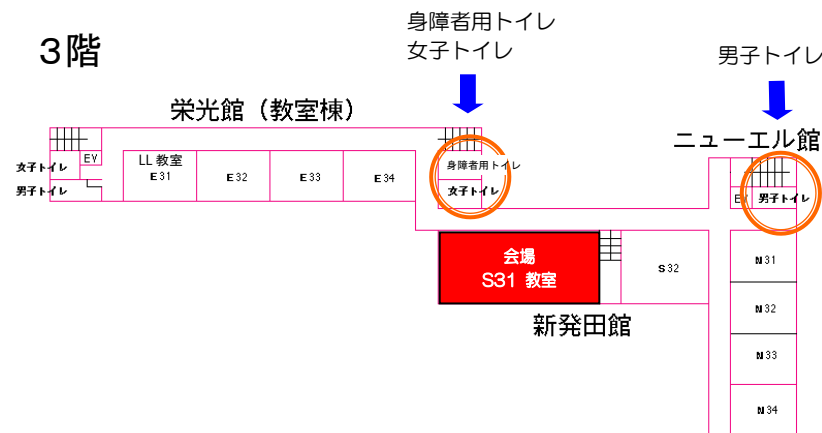 3階
身障者用トイレ
女子トイレ
男子トイレ
栄光館（教室棟）
ニューエル館
女子トイレ
EV
男子トイレ
LL 教室
E31
E32
E33
E34
身障者用トイレ
女子トイレ
EV
男子トイレ
会場
S31 教室
S32
新発田館
N31
N32
N33
N34